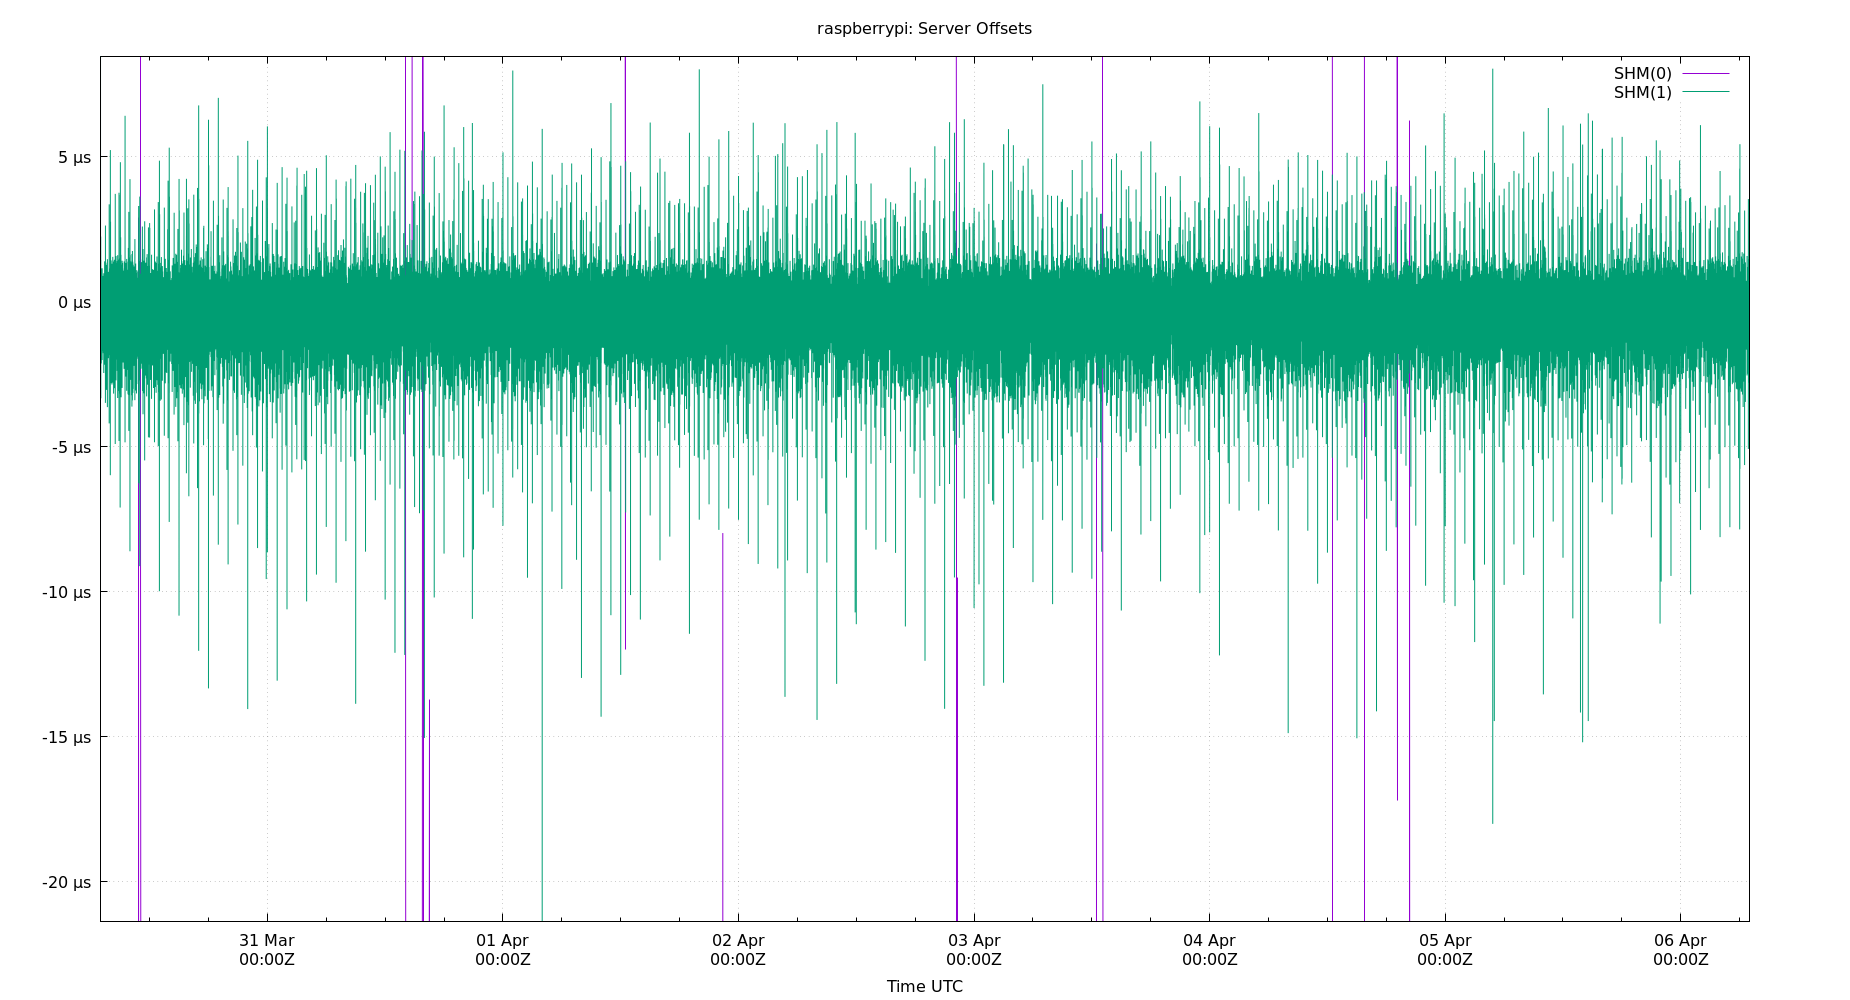 raspberrypi: Server Offsets
SHM(0)
SHM(1)
5 µs
0 µs
-5 µs
-10 µs
-15 µs
-20 µs
31 Mar 01 Apr 02 Apr 03 Apr 04 Apr 05 Apr 06 Apr
00:00Z 00:00Z 00:00Z 00:00Z 00:00Z 00:00Z 00:00Z
Time UTC